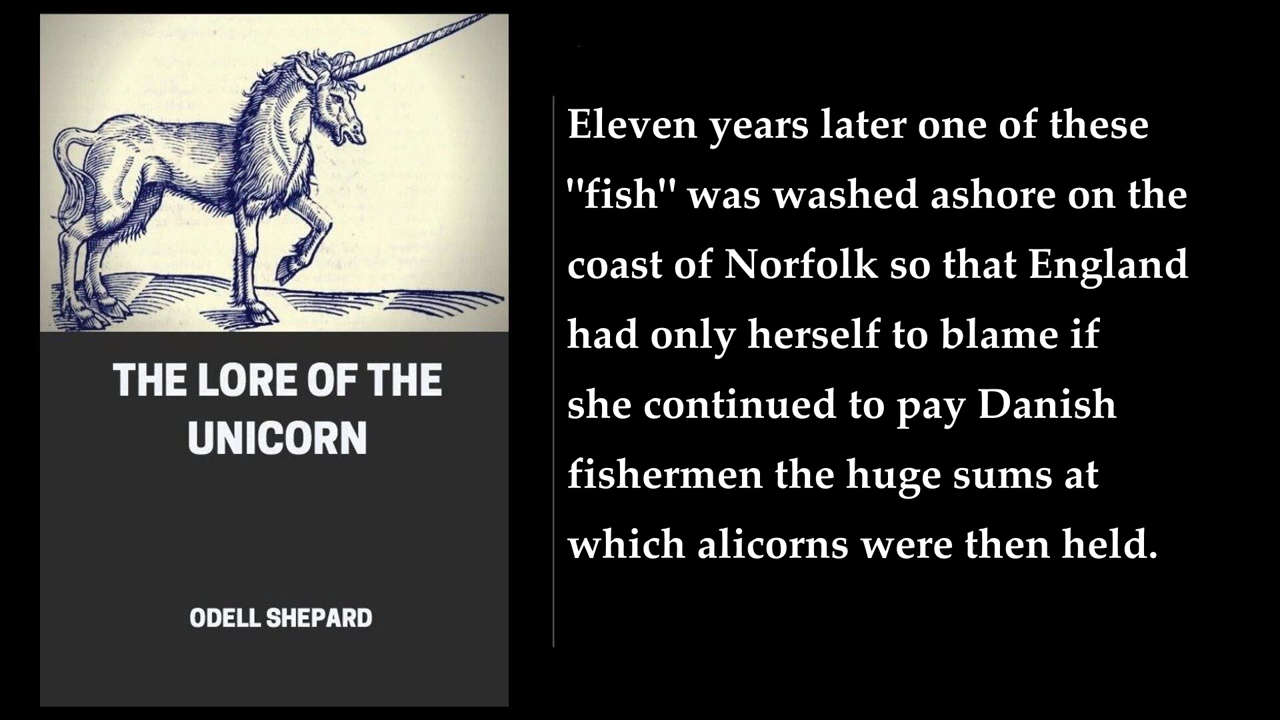 THE LORE OF THE
UNICORN
ODELL SHEPARD
Eleven years later one of these
"fish" was washed ashore on the
coast of Norfolk so that England
had only herself to blame if
she continued to pay Danish
fishermen the huge sums at
which alicorns were then held.